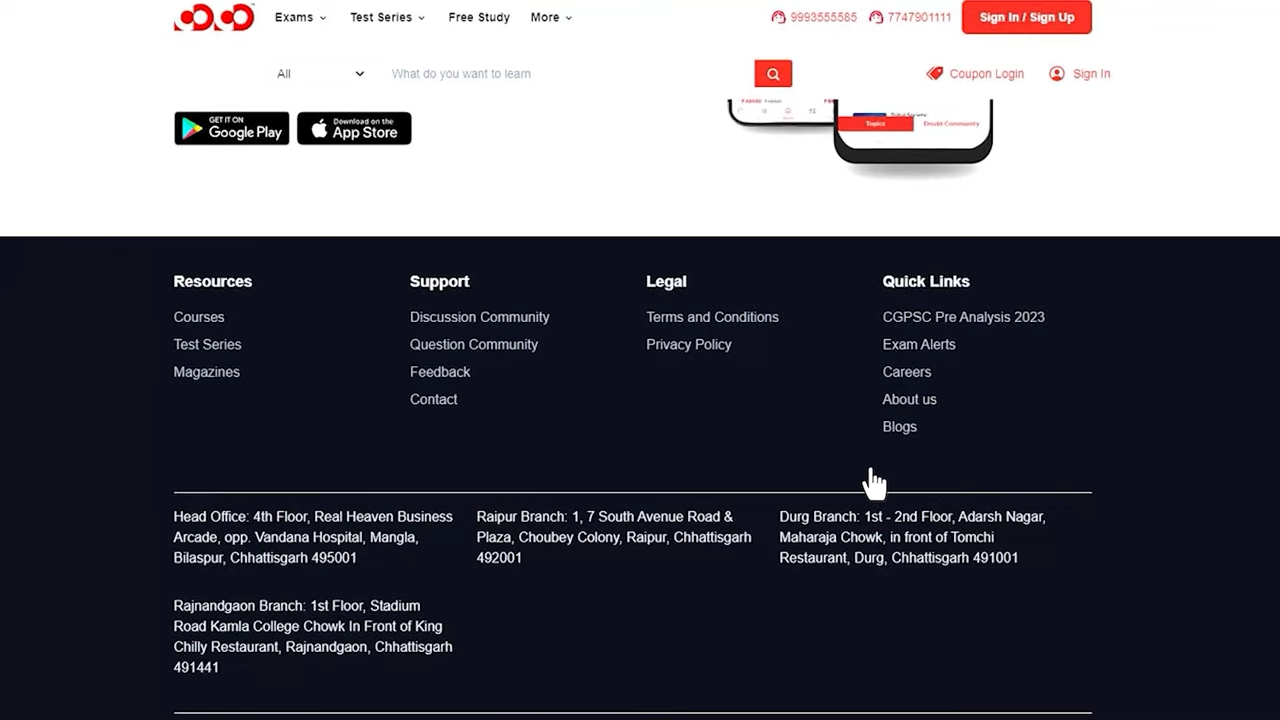 Exams
Test Series
Free Study
More
9993555585
7747901111
Sign In / Sign Up
All
What do you want to learn
Coupon Login
Sign In
GET IT ON
Google Play
Download on the
App Store
Topics
Doubt Community
Resources
Courses
Test Series
Magazines
Support
Discussion Community
Question Community
Feedback
Contact
Legal
Terms and Conditions
Privacy Policy
Quick Links
CGPSC Pre Analysis 2023
Exam Alerts
Careers
About us
Blogs
Head Office: 4th Floor, Real Heaven Business
Arcade, opp. Vandana Hospital, Mangla,
Bilaspur, Chhattisgarh 495001
Raipur Branch: 1, 7 South Avenue Road &
Plaza, Choubey Colony, Raipur, Chhattisgarh
492001
Durg Branch: 1st - 2nd Floor, Adarsh Nagar,
Maharaja Chowk, in front of Tomchi
Restaurant, Durg, Chhattisgarh 491001
Rajnandgaon Branch: 1st Floor, Stadium
Road Kamla College Chowk In Front of King
Chilly Restaurant, Rajnandgaon, Chhattisgarh
491441